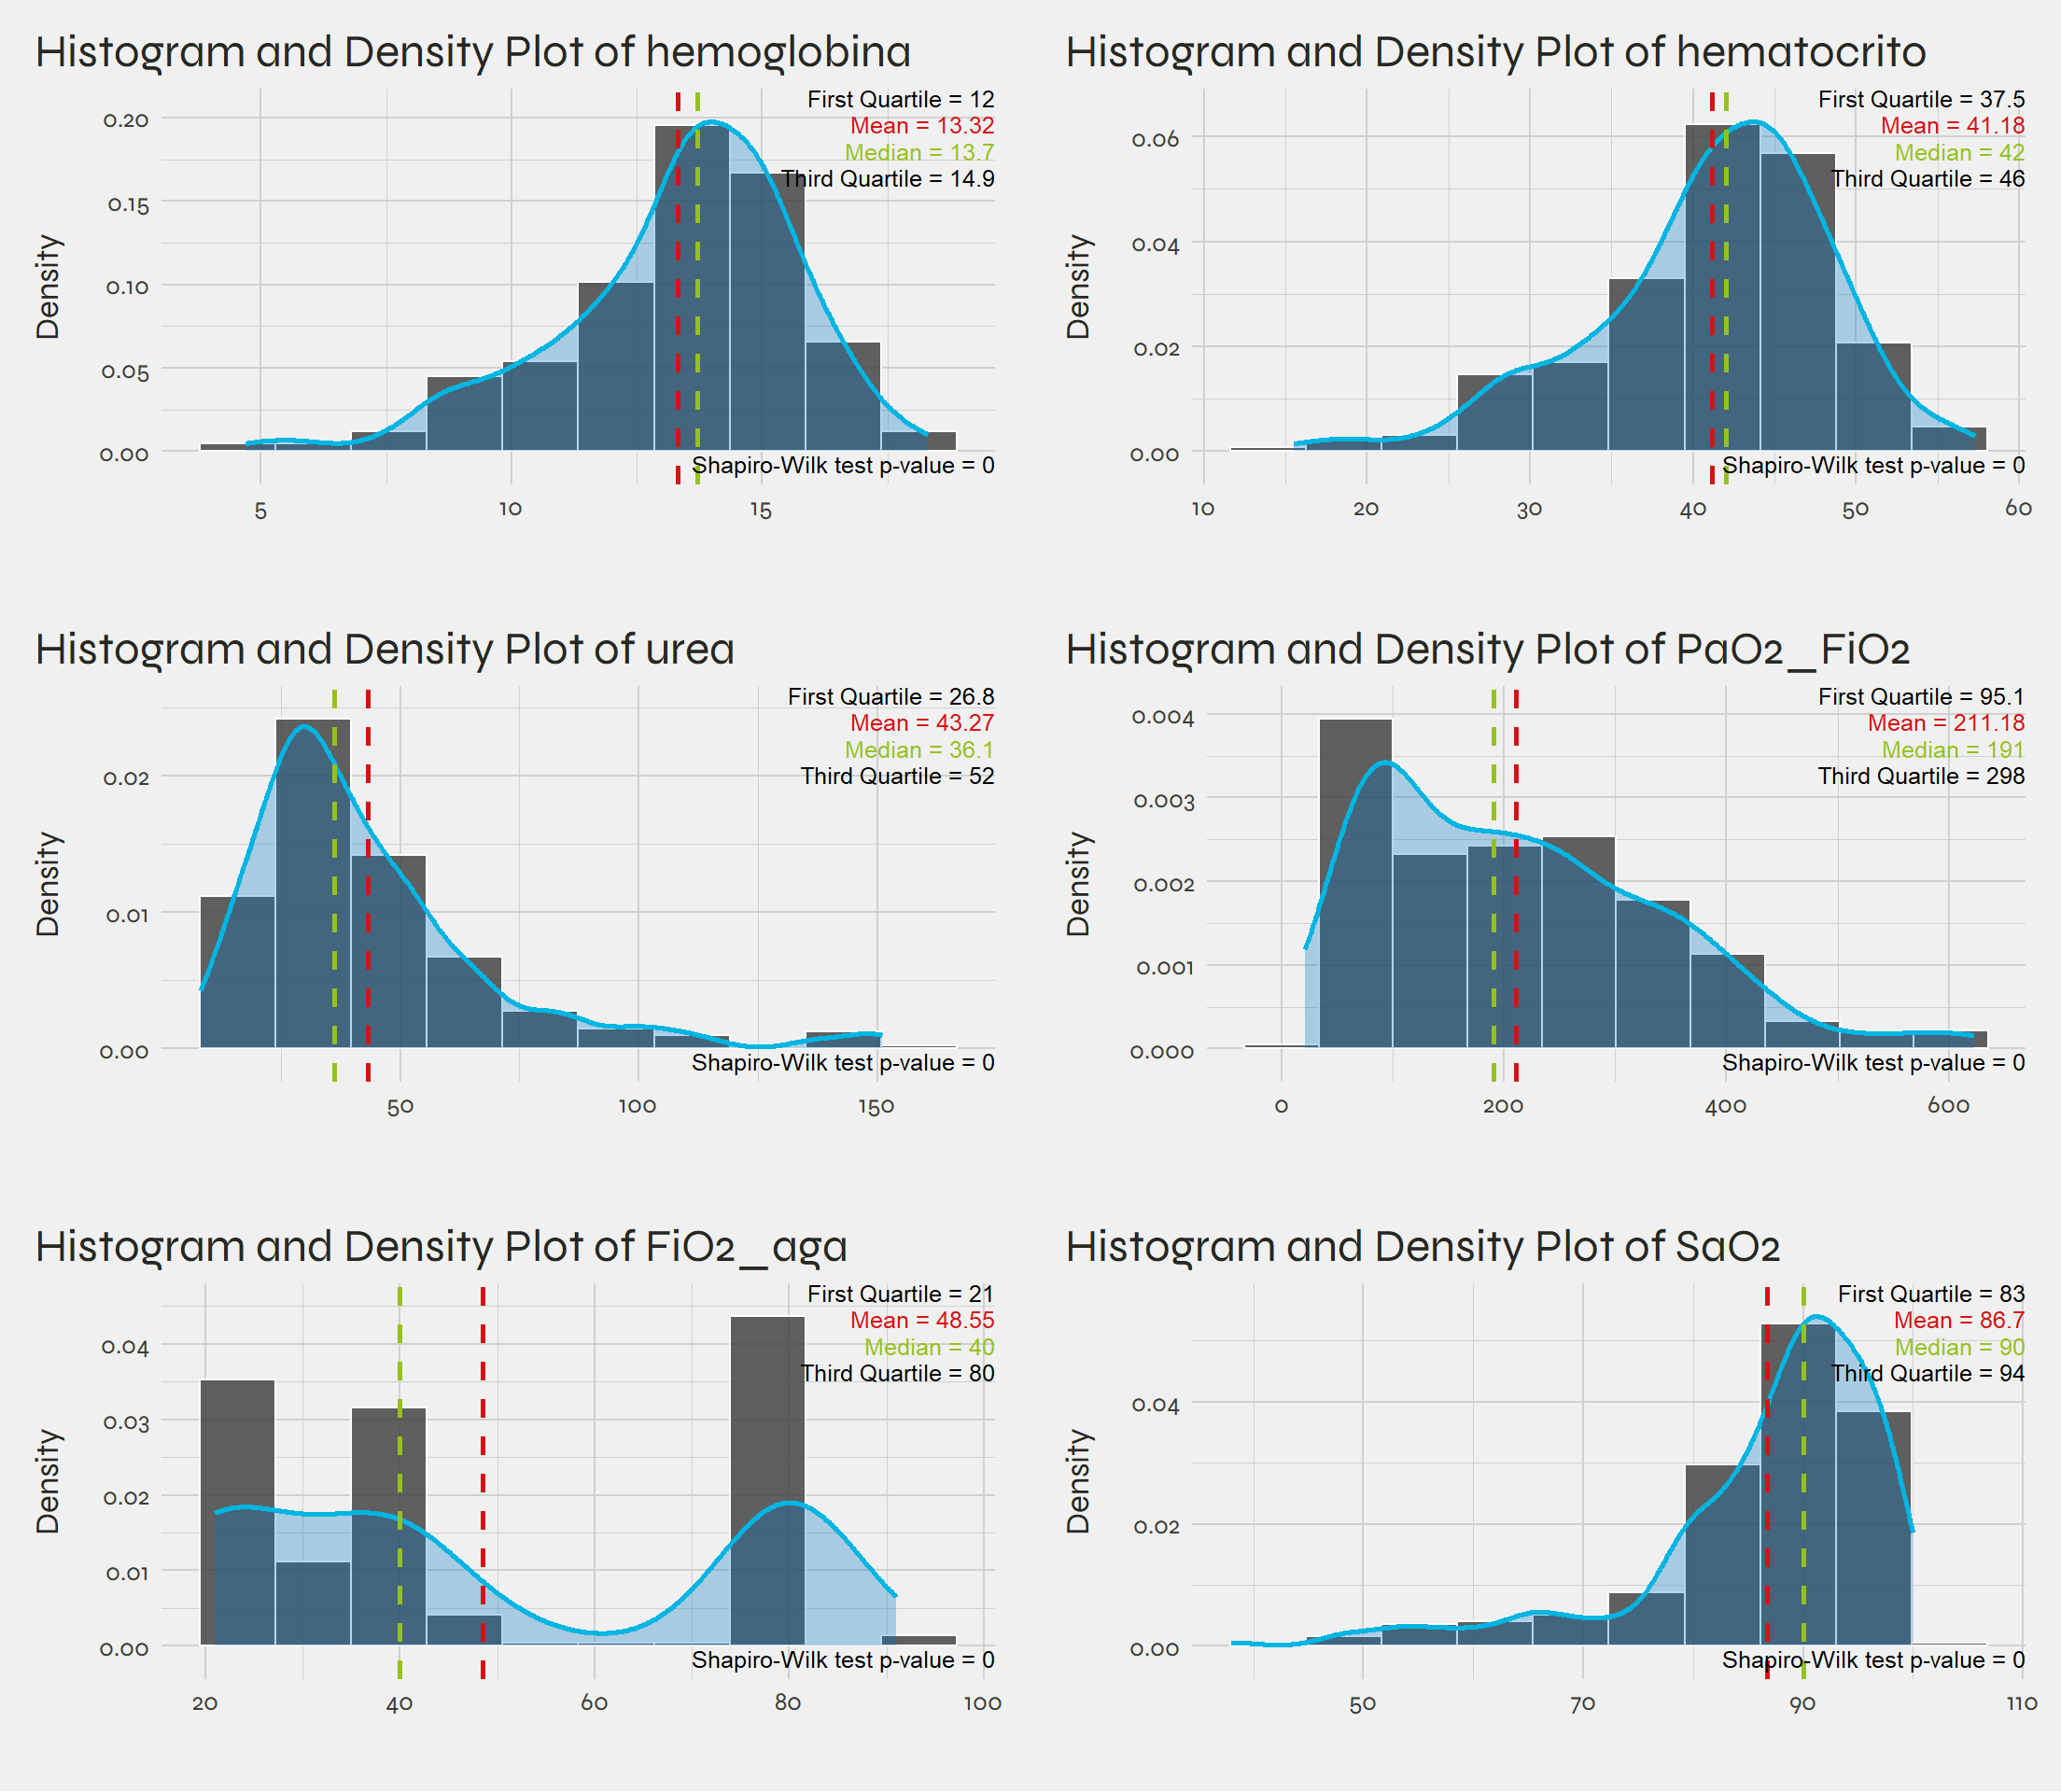 Histogram and Density Plot of hemoglobina
First Quartile = 12
Mean = 13.32
Median = 13.7
Third Quartile = 14.9
0.20
0.15
0.10
0.05
0.00
Density
Shapiro-Wilk test p-value = 0
5 10 15
Histogram and Density Plot of hematocrito
First Quartile = 37.5
Mean = 41.18
Median = 42
Third Quartile = 46
0.06
0.04
0.02
0.00
Density
Shapiro-Wilk test p-value = 0
10 20 30 40 50 60
Histogram and Density Plot of urea
First Quartile = 26.8
Mean = 43.27
Median = 36.1
Third Quartile = 52
0.02
0.01
0.00
Density
Shapiro-Wilk test p-value = 0
50 100 150
Histogram and Density Plot of PaO2_FiO2
First Quartile = 95.1
Mean = 211.18
Median = 191
Third Quartile = 298
0.004
0.003
0.002
0.001
0.000
Density
Shapiro-Wilk test p-value = 0
0 200 400 600
Histogram and Density Plot of FiO2_aga
First Quartile = 21
Mean = 48.55
Median = 40
Third Quartile = 80
0.04
0.03
0.02
0.01
0.00
Density
Shapiro-Wilk test p-value = 0
20 40 60 80 100
Histogram and Density Plot of SaO2
First Quartile = 83
Mean = 86.7
Median = 90
Third Quartile = 94
0.04
0.02
0.00
Density
Shapiro-Wilk test p-value = 0
50 70 90 110